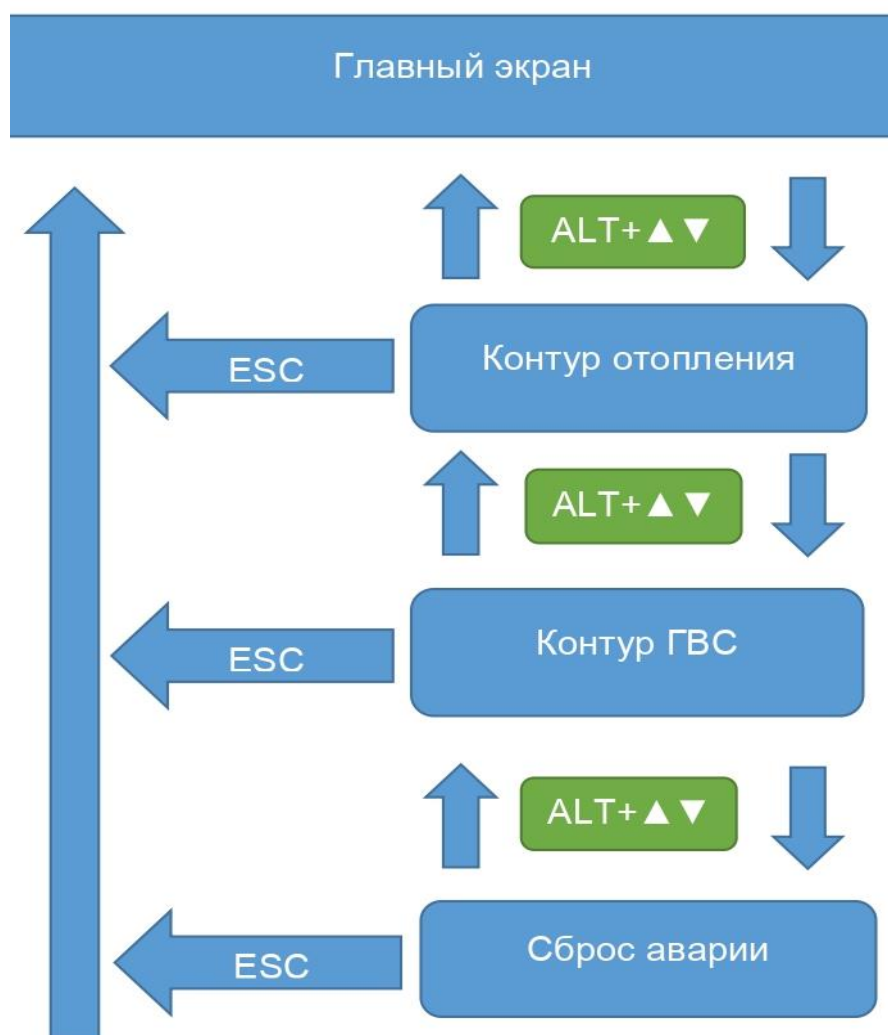 Главный экран
ALT+▲▼
ESC
Контур отопления
ALT+▲▼
ESC
Контур ГВС
ALT+▲▼
ESC
Сброс аварии